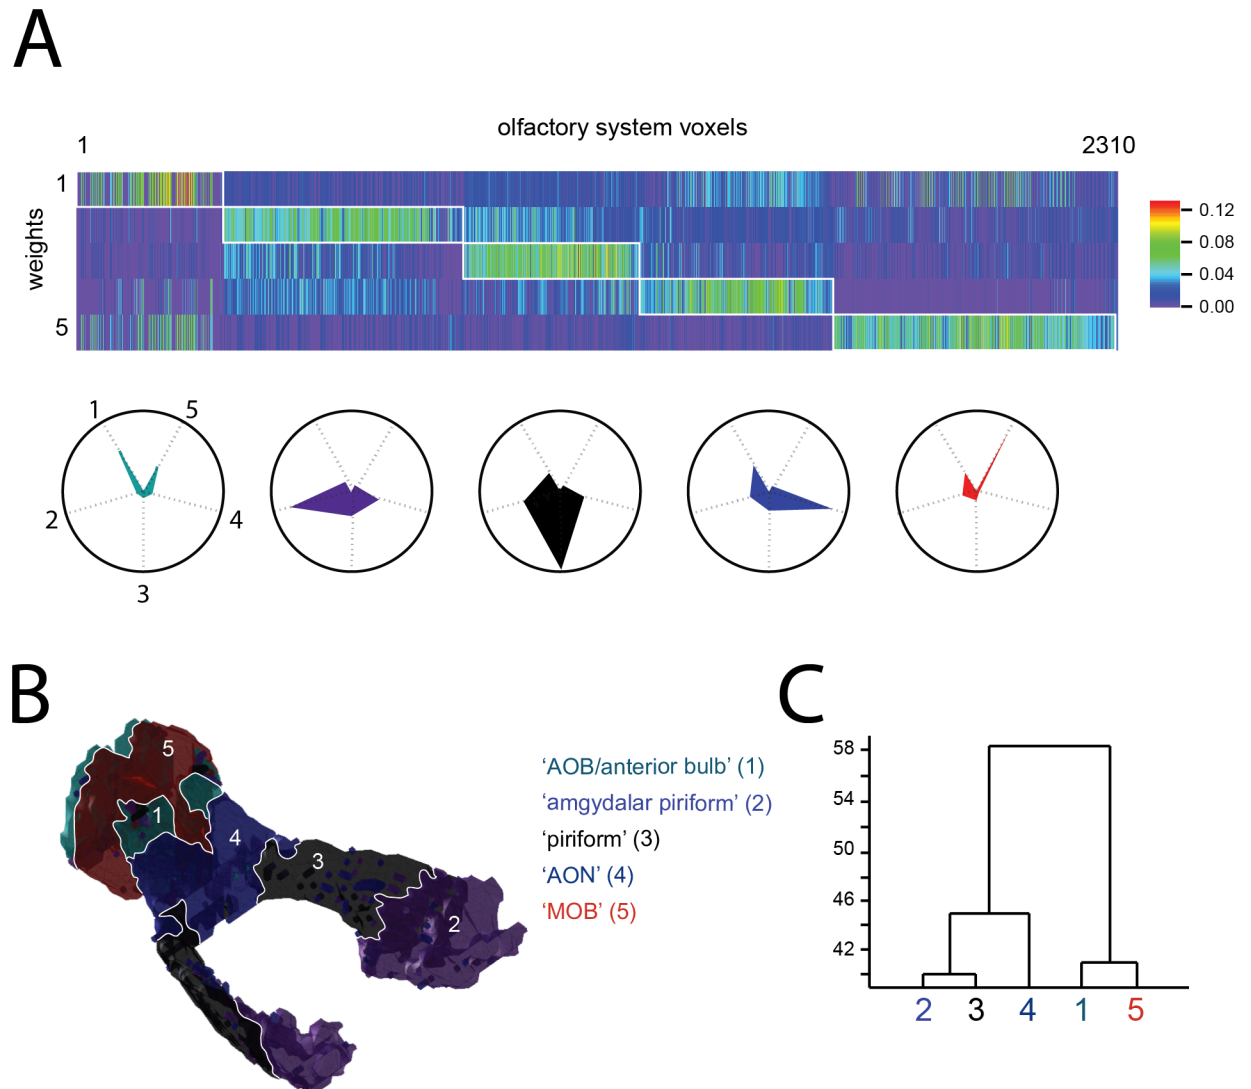 A
olfactory system voxels
1 2310
1
weights
5
0.12
0.08
0.04
0.00
1 5
2 4
3
B
C
5
1
4
3
2
‘AOB/anterior bulb’ (1)
‘amgydalar piriform’ (2)
‘piriform’ (3)
‘AON’ (4)
‘MOB’ (5)
58
54
50
46
42
2 3 4 1 5